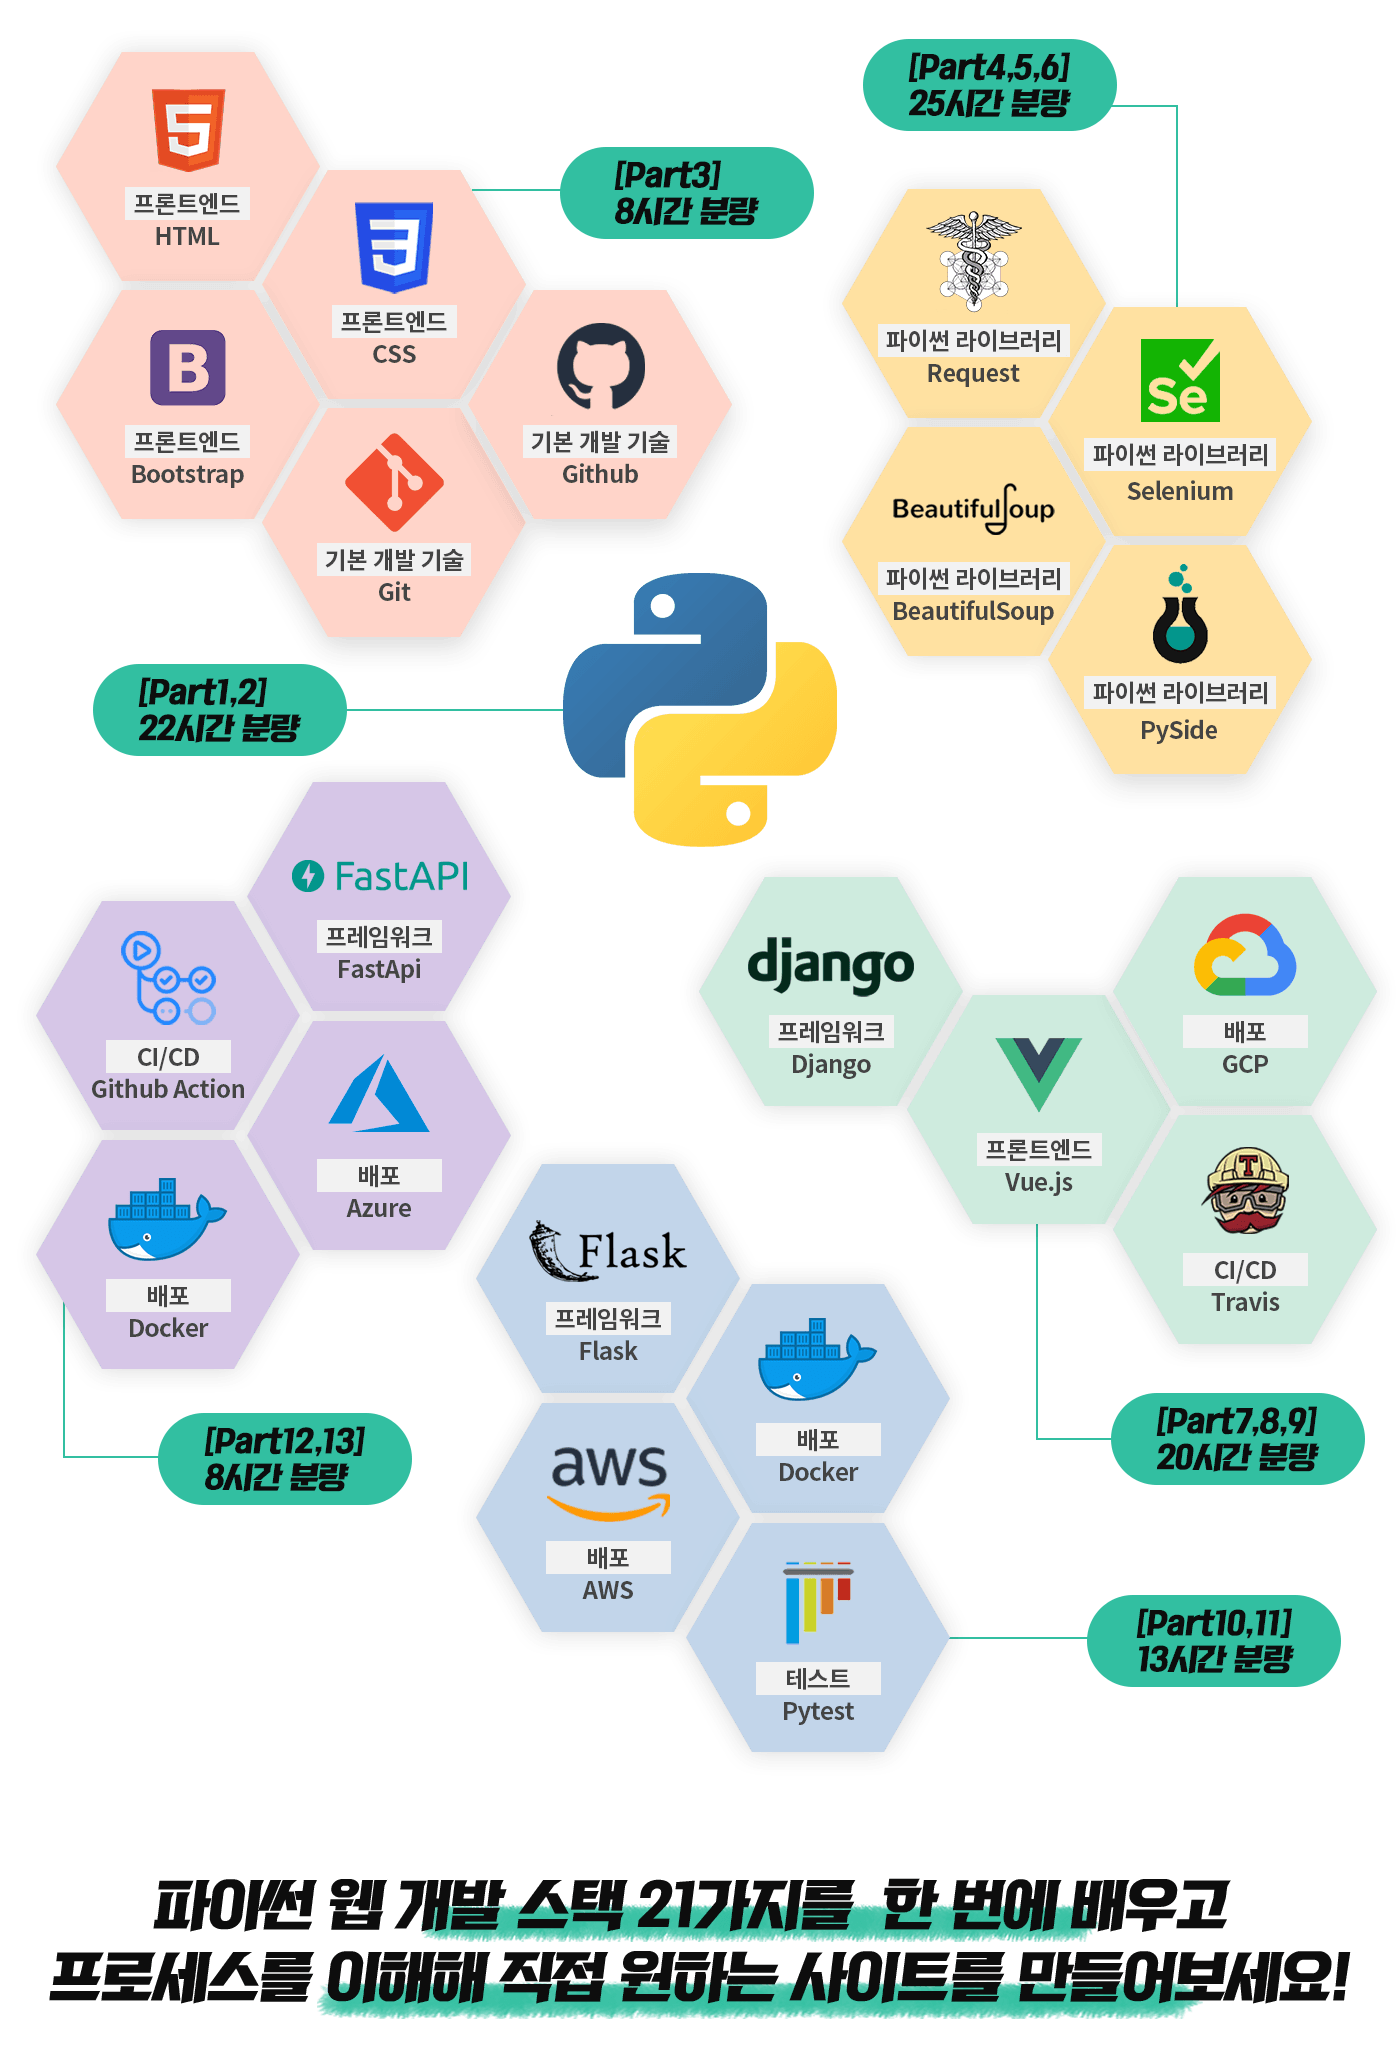 프론트엔드
HTML
프론트엔드
CSS
[Part3]
8시간 분량
프론트엔드
Bootstrap
기본 개발 기술
Github
기본 개발 기술
Git
[Part4,5,6]
25시간 분량
파이썬 라이브러리
Request
Se
파이썬 라이브러리
Selenium
BeautifulSoup
파이썬 라이브러리
BeautifulSoup
파이썬 라이브러리
PySide
[Part1,2]
22시간 분량
FastAPI
프레임워크
FastApi
CI/CD
Github Action
배포
Azure
배포
Docker
[Part12,13]
8시간 분량
django
프레임워크
Django
배포
GCP
프론트엔드
Vue.js
T
CI/CD
Travis
[Part7,8,9]
20시간 분량
Flask
프레임워크
Flask
배포
Docker
aws
배포
AWS
테스트
Pytest
[Part10,11]
13시간 분량
파이썬 웹 개발 스택 21가지를 한 번에 배우고
프로세스를 이해해 직접 원하는 사이트를 만들어보세요!